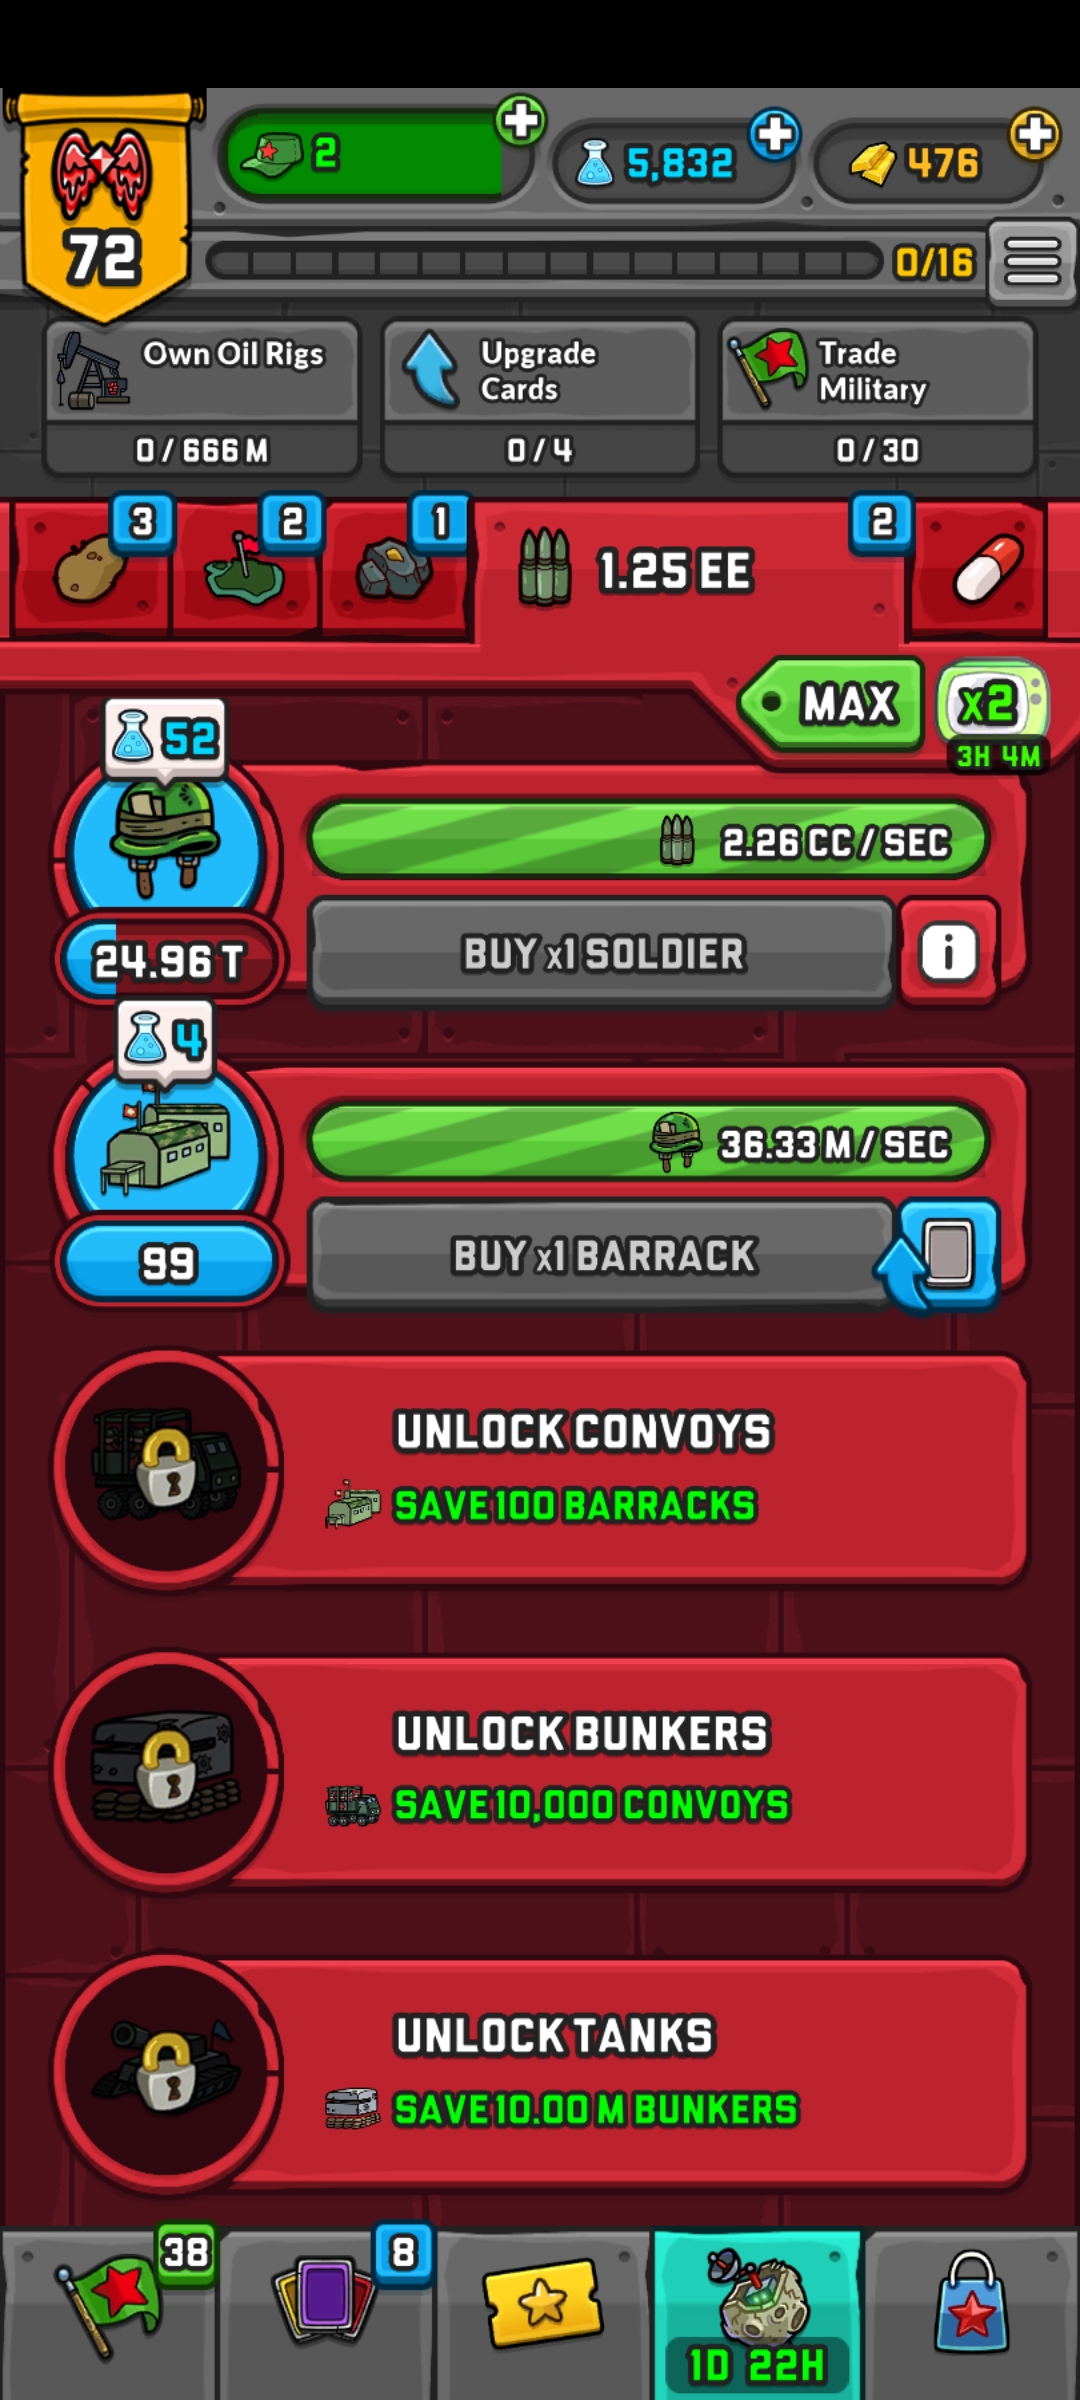 2
5,832
476
72
0/16
Own Oil Rigs
0 / 666 M
Upgrade
Cards
0 / 4
Trade
Military
0 / 30
3
2
1
1.25 EE
2
MAX
x2
3H 4M
52
2.26 CC / SEC
24.96 T
BUY x1 SOLDIER
i
4
36.33 M / SEC
99
BUY x1 BARRACK
UNLOCK CONVOYS
SAVE 100 BARRACKS
UNLOCK BUNKERS
SAVE 10,000 CONVOYS
UNLOCK TANKS
SAVE 10.00 M BUNKERS
38
8
1D 22H